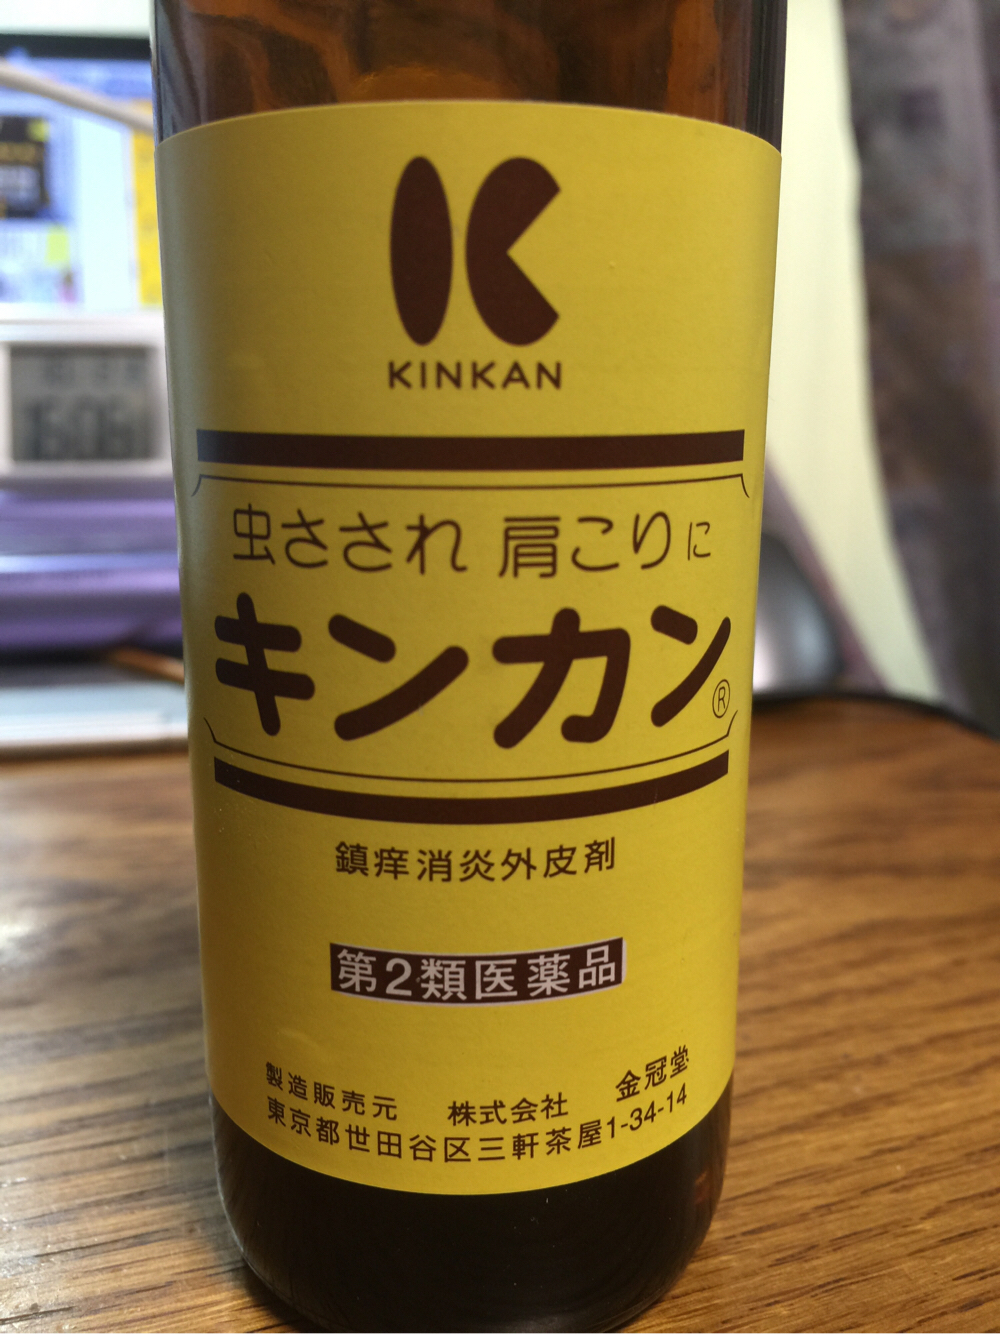 KINKAN
虫さされ 肩こりに
キンカン®
鎮痒消炎外皮剤
第2類医薬品
製造販売元 株式会社 金冠堂
東京都世田谷区三軒茶屋1-34-14